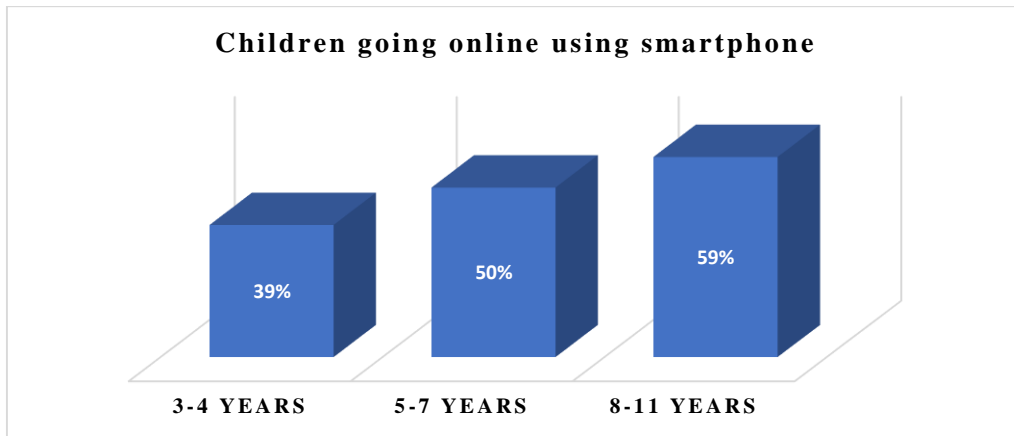 Children going online using smartphone
39%
50%
59%
3-4 YEARS
5-7 YEARS
8-11 YEARS